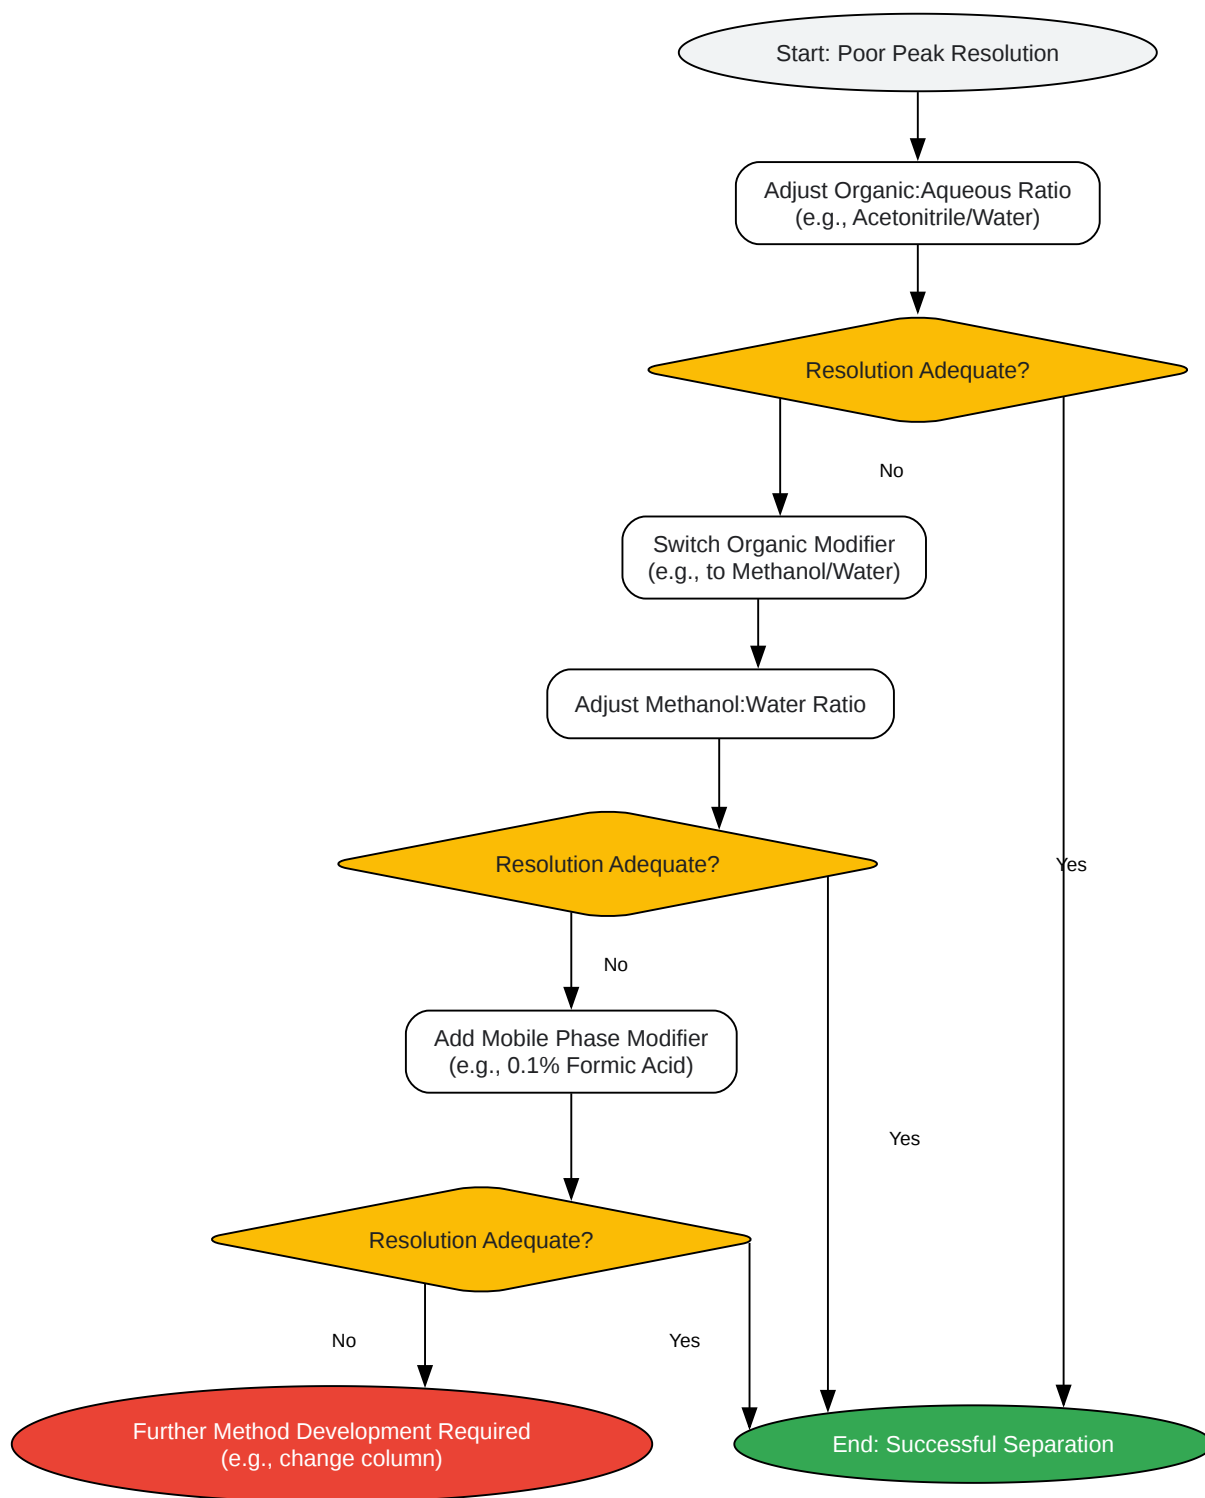 Start: Poor Peak Resolution
Adjust Organic:Aqueous Ratio
(e.g., Acetonitrile/Water)
Resolution Adequate?
No
Switch Organic Modifier
(e.g., to Methanol/Water)
Adjust Methanol:Water Ratio
Resolution Adequate?
Yes
No
Add Mobile Phase Modifier
(e.g., 0.1% Formic Acid)
Yes
Resolution Adequate?
No
Yes
Further Method Development Required
(e.g., change column)
End: Successful Separation